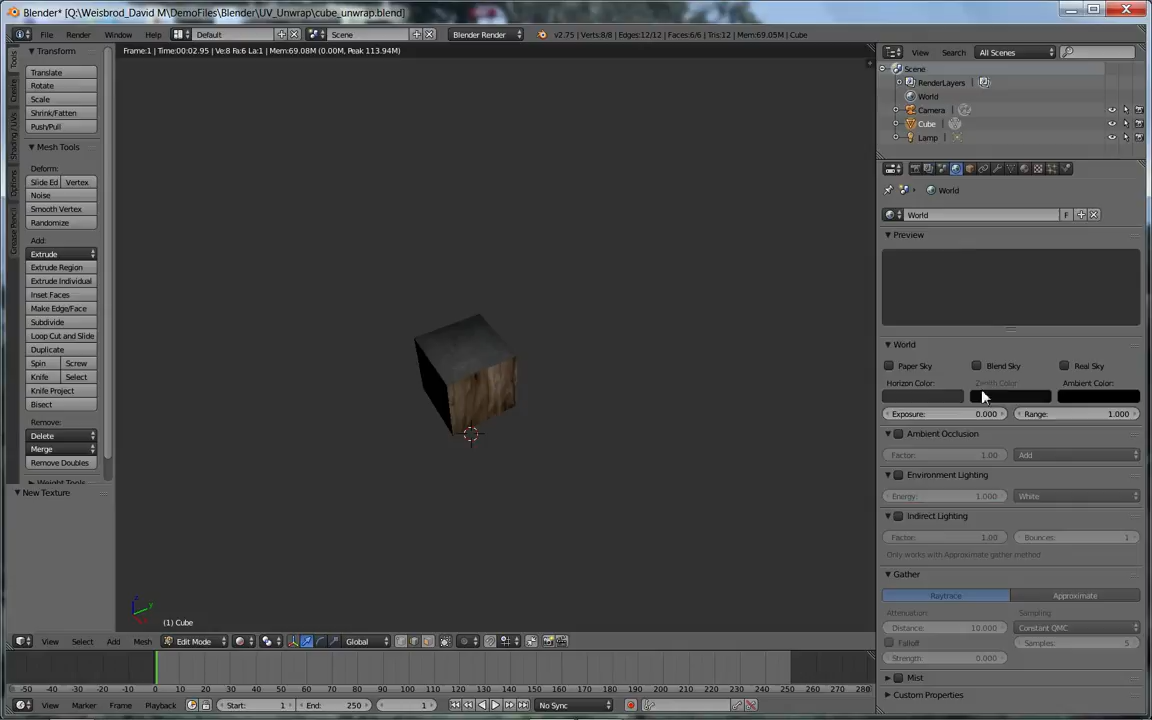 Blender* [Q:\Weisbrod_David M\DemoFiles\Blender\UV_Unwrap\cube_unwrap.blend]
File Render Window Help Default Scene Blender Render v2.75 | Verts:8/8 | Edges:12/12 | Faces:6/6 | Tris:12 | Mem:69.05M | Cube
Frame:1 | Time:00:02.95 | Ve:8 Fa:6 La:1 | Mem:69.08M (0.00M, Peak 113.94M)
View Search All Scenes
Scene
RenderLayers
World
Camera
Cube
Lamp
Tools
Create
Shading / UVs
Options
Grease Pencil
Transform
Translate
Rotate
Scale
Shrink/Fatten
Push/Pull
Mesh Tools
Deform:
Slide Ed Vertex
Noise
Smooth Vertex
Randomize
Add:
Extrude
Extrude Region
Extrude Individual
Inset Faces
Make Edge/Face
Subdivide
Loop Cut and Slide
Duplicate
Spin Screw
Knife Select
Knife Project
Bisect
Remove:
Delete
Merge
Remove Doubles
Weight Tools
New Texture
z
y
(1) Cube
World
World F
Preview
World
Paper Sky Blend Sky Real Sky
Horizon Color: Zenith Color: Ambient Color:
Exposure: 0.000 Range: 1.000
Ambient Occlusion
Factor: 1.00 Add
Environment Lighting
Energy: 1.000 White
Indirect Lighting
Factor: 1.00 Bounces: 1
Only works with Approximate gather method
Gather
Raytrace Approximate
Attenuation: Sampling:
Distance: 10.000 Constant QMC
Falloff Samples: 5
Strength: 0.000
Mist
Custom Properties
View Select Add Mesh Edit Mode Global
-50 -40 -30 -20 -10 0 10 20 30 40 50 60 70 80 90 100 110 120 130 140 150 160 170 180 190 200 210 220 230 240 250 260 270 280
View Marker Frame Playback Start: 1 End: 250 1 No Sync